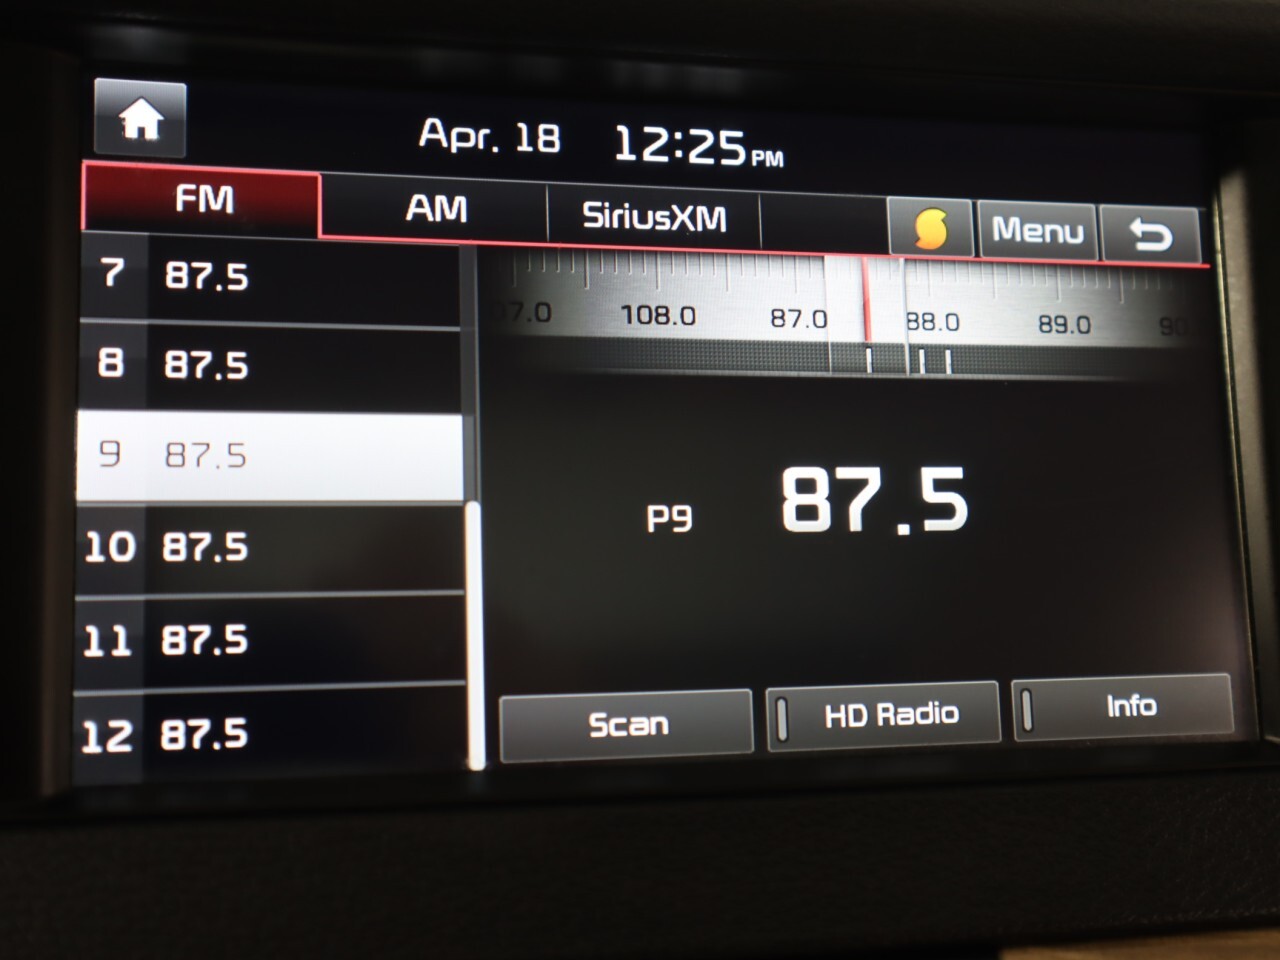 Apr. 18 12:25 PM
FM AM SiriusXM Menu
7 87.5
8 87.5
9 87.5
10 87.5
11 87.5
12 87.5
108.0 87.0 88.0 89.0
P9 87.5
Scan HD Radio Info